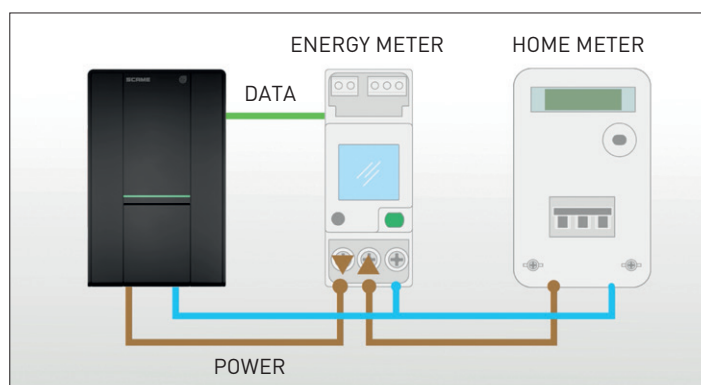 ENERGY METER
HOME METER
DATA
SCAME
POWER